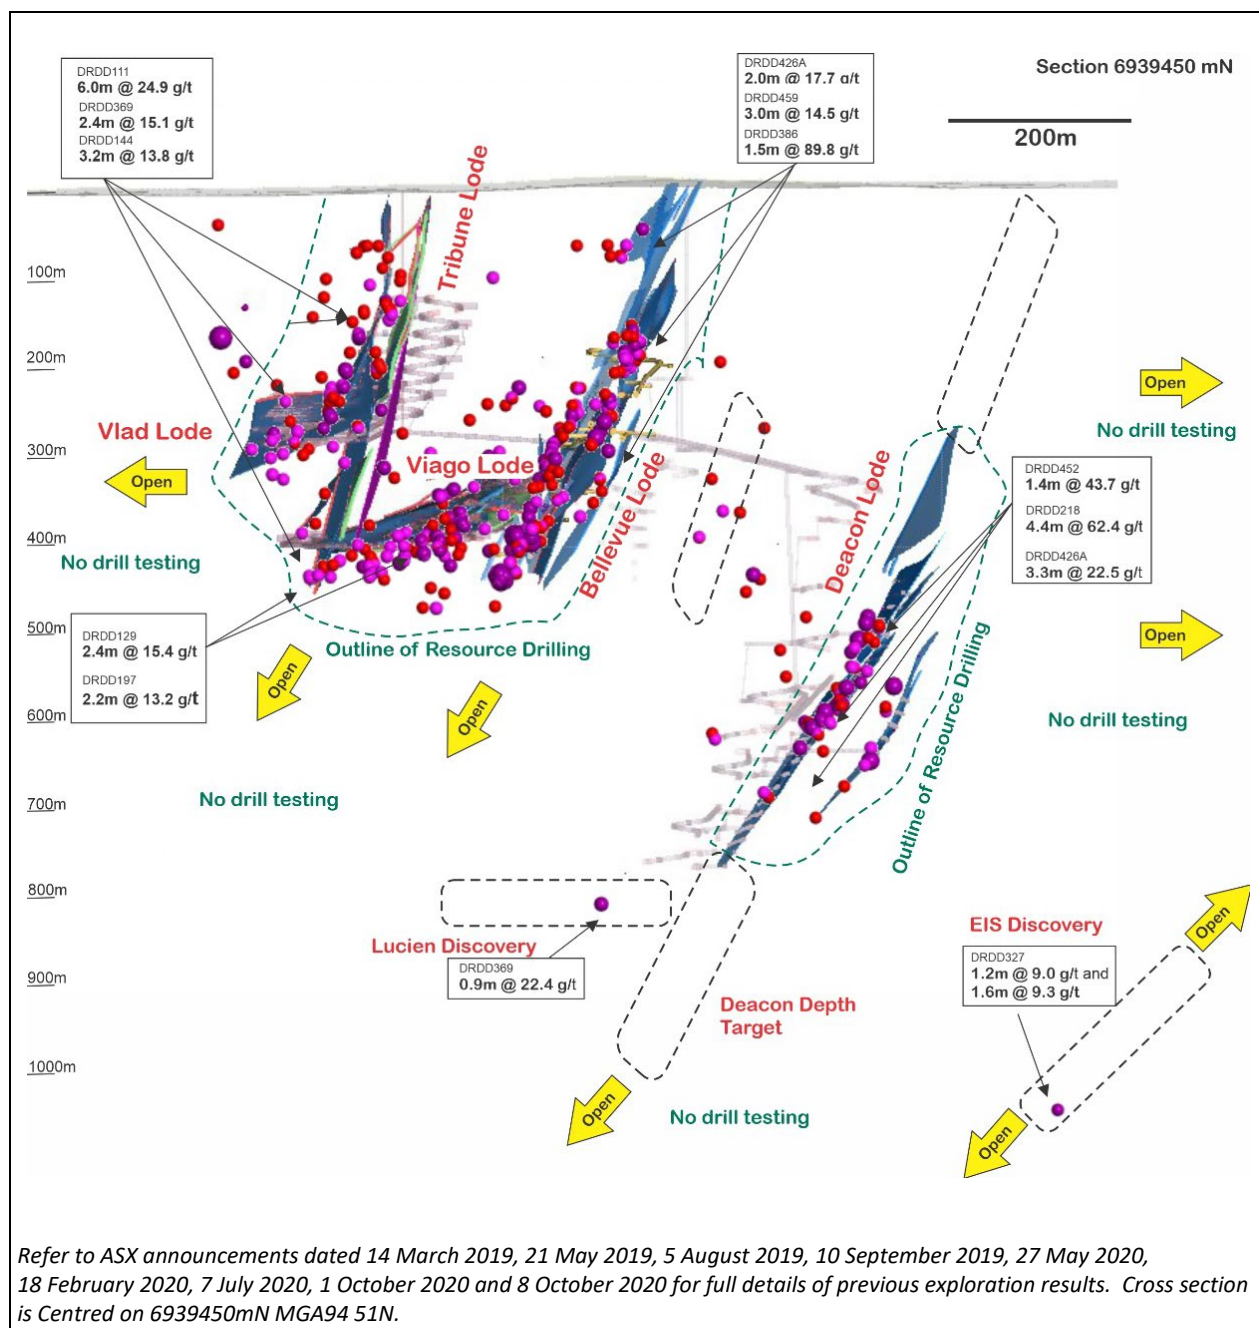 Section 6939450 mN
200m
DRDD111
6.0m @ 24.9 g/t
DRDD369
2.4m @ 15.1 g/t
DRDD144
3.2m @ 13.8 g/t
DRDD426A
2.0m @ 17.7 g/t
DRDD459
3.0m @ 14.5 g/t
DRDD386
1.5m @ 89.8 g/t
Tribune Lode
100m
200m
300m
400m
500m
600m
700m
800m
900m
1000m
Vlad Lode
Open
No drill testing
Viago Lode
Bellevue Lode
Deacon Lode
Open
No drill testing
DRDD452
1.4m @ 43.7 g/t
DRDD218
4.4m @ 62.4 g/t
DRDD426A
3.3m @ 22.5 g/t
Open
No drill testing
DRDD129
2.4m @ 15.4 g/t
DRDD197
2.2m @ 13.2 g/t
Outline of Resource Drilling
Open
Open
No drill testing
Outline of Resource Drilling
Lucien Discovery
DRDD369
0.9m @ 22.4 g/t
Deacon Depth
Target
Open
No drill testing
EIS Discovery
DRDD327
1.2m @ 9.0 g/t and
1.6m @ 9.3 g/t
Open
Open
Refer to ASX announcements dated 14 March 2019, 21 May 2019, 5 August 2019, 10 September 2019, 27 May 2020,
18 February 2020, 7 July 2020, 1 October 2020 and 8 October 2020 for full details of previous exploration results.  Cross section
is Centred on 6939450mN MGA94 51N.